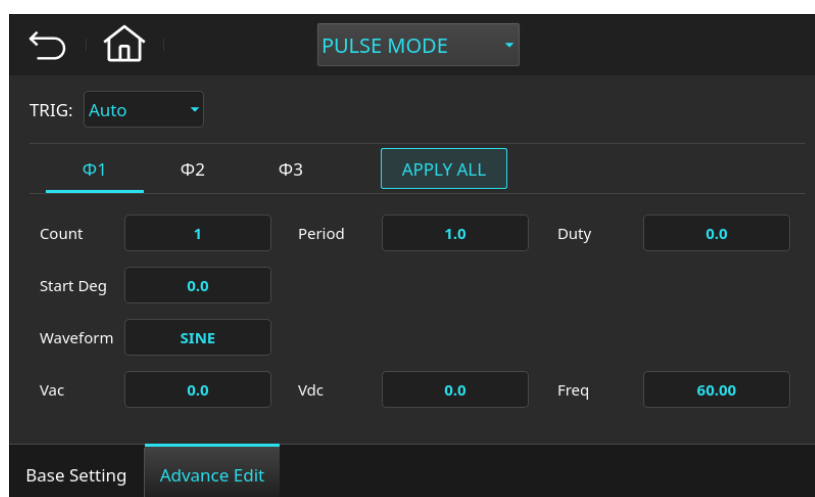 PULSE MODE
TRIG: Auto
Φ1 Φ2 Φ3 APPLY ALL
Count 1 Period 1.0 Duty 0.0
Start Deg 0.0
Waveform SINE
Vac 0.0 Vdc 0.0 Freq 60.00
Base Setting Advance Edit